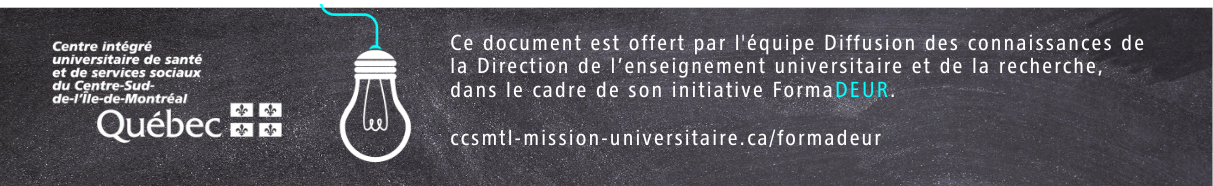 Centre intégré
universitaire de santé
et de services sociaux
du Centre-Sud-
de-l'Île-de-Montréal
Québec
Ce document est offert par l'équipe Diffusion des connaissances de
la Direction de l’enseignement universitaire et de la recherche,
dans le cadre de son initiative FormaDEUR.
ccsmtl-mission-universitaire.ca/formadeur